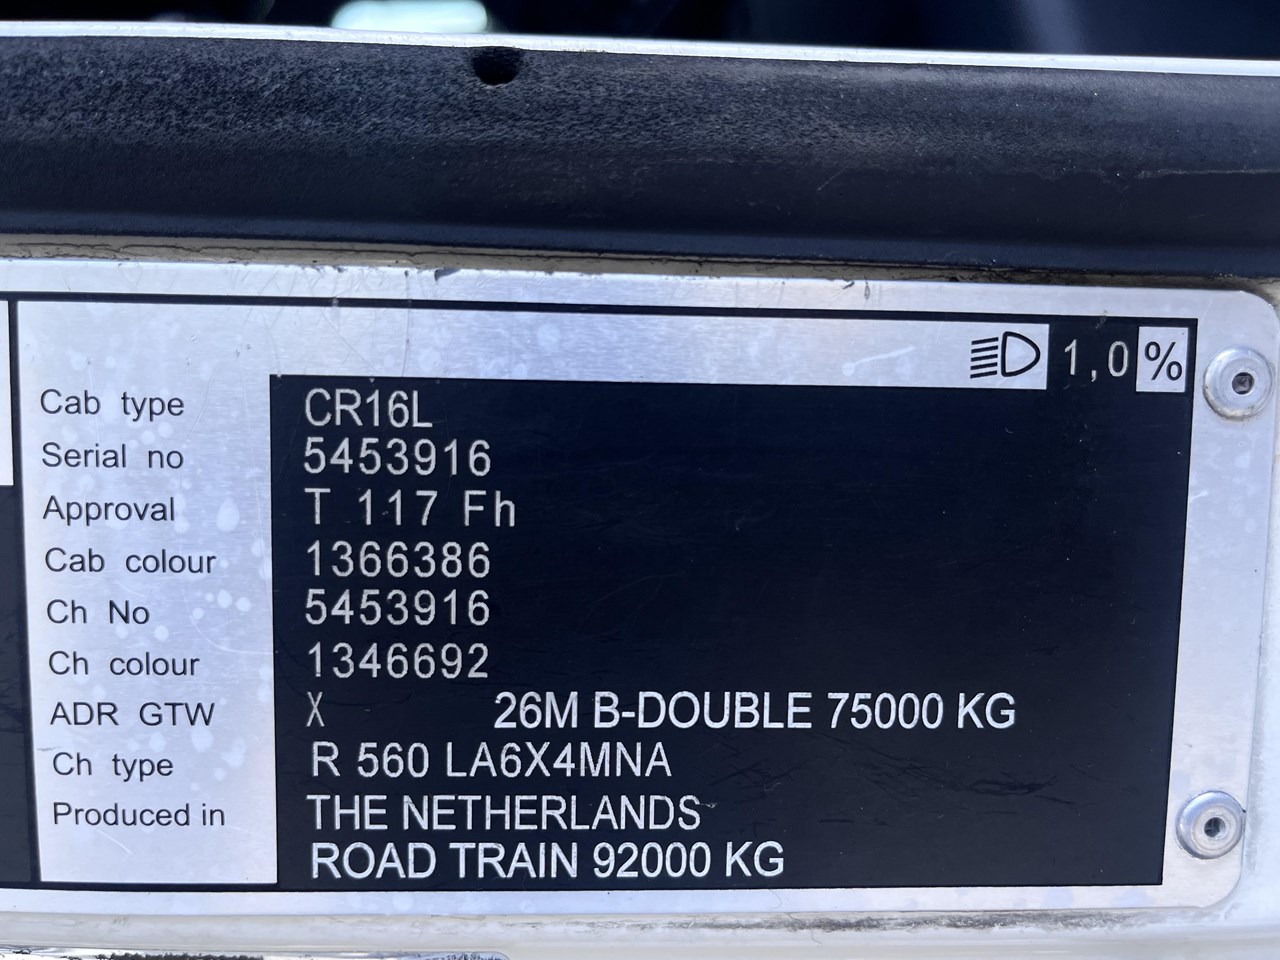 1,0 %
Cab type CR16L
Serial no 5453916
Approval T 117 Fh
Cab colour 1366386
Ch No 5453916
Ch colour 1346692
ADR GTW X 26M B-DOUBLE 75000 KG
Ch type R 560 LA6X4MNA
Produced in THE NETHERLANDS
ROAD TRAIN 92000 KG